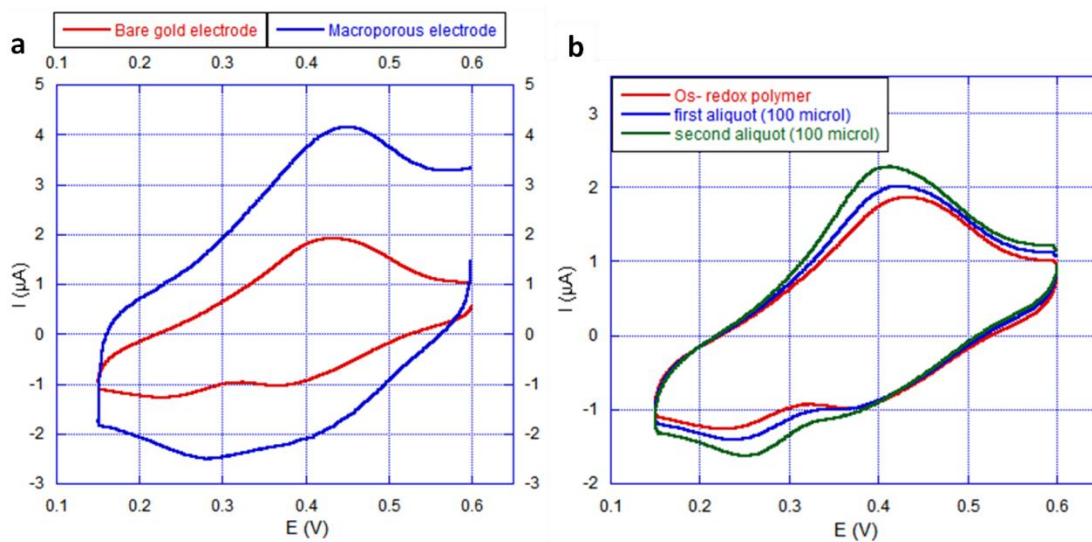 a
Bare gold electrode Macroporous electrode
0.1 0.2 0.3 0.4 0.5 0.6
5 5
4 4
3 3
2 2
1 1
0 0
-1 -1
-2 -2
-3 -3
I (µA)
0.1 0.2 0.3 0.4 0.5 0.6
E (V)
b
Os- redox polymer
first aliquot (100 microl)
second aliquot (100 microl)
3
2
1
0
-1
-2
I (µA)
0.1 0.2 0.3 0.4 0.5 0.6
E (V)